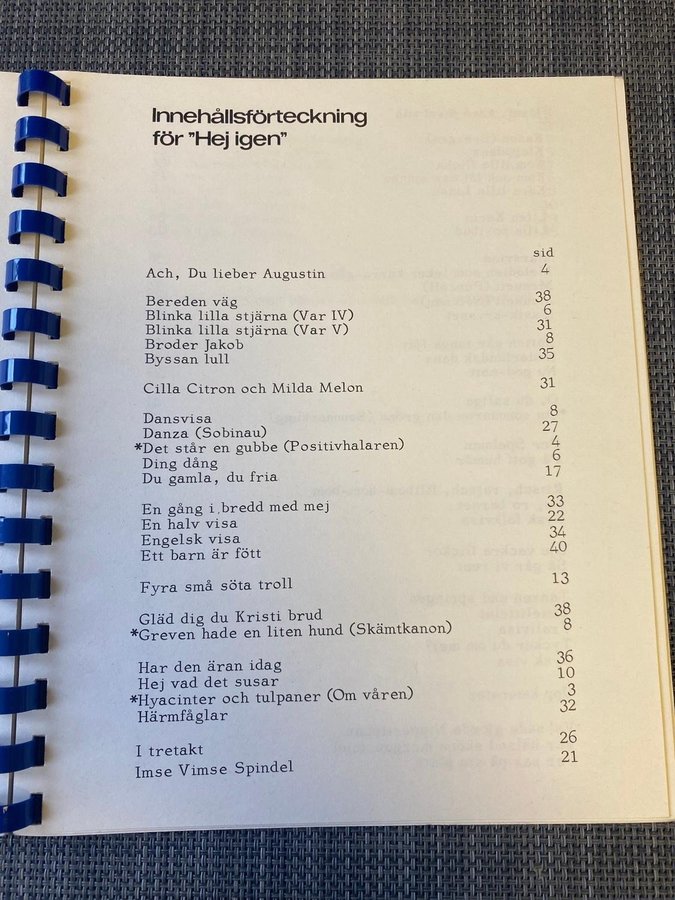 Innehållsförteckning
för "Hej igen"
sid
Ach, Du lieber Augustin 4
Bereden väg 38
Blinka lilla stjärna (Var IV) 6
Blinka lilla stjärna (Var V) 31
Broder Jakob 8
Byssan lull 35
Cilla Citron och Milda Melon 31
Dansvisa 8
Danza (Sobinau) 27
*Det står en gubbe (Positivhalaren) 4
Ding dång 6
Du gamla, du fria 17
En gång i bredd med mej 33
En halv visa 22
Engelsk visa 34
Ett barn är fött 40
Fyra små söta troll 13
Gläd dig du Kristi brud 38
*Greven hade en liten hund (Skämtkanon) 8
Har den äran idag 36
Hej vad det susar 10
*Hyacinter och tulpaner (Om våren) 3
Härmfåglar 32
I tretakt 26
Imse Vimse Spindel 21